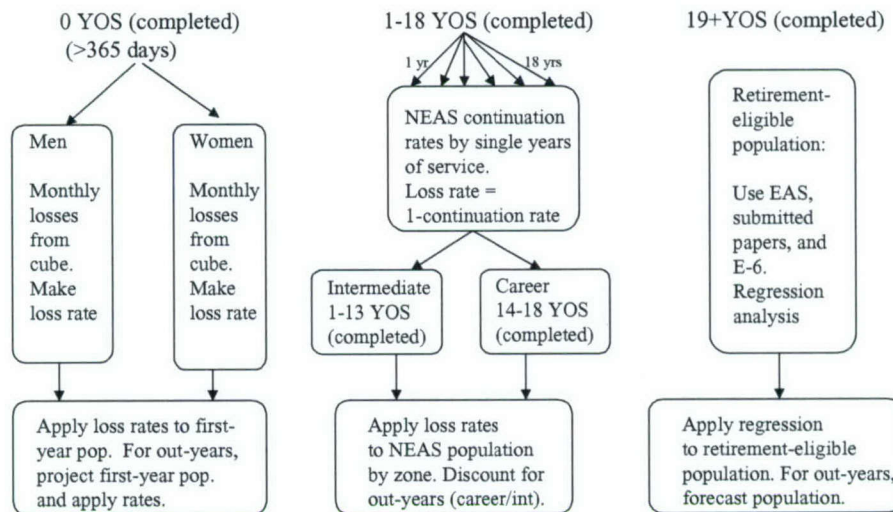 0 YOS (completed)
(>365 days)
Men
Monthly
losses
from
cube.
Make
loss rate
Women
Monthly
losses
from
cube.
Make
loss rate
Apply loss rates to first-
year pop. For out-years,
project first-year pop.
and apply rates.
1-18 YOS (completed)
1 yr
18 yrs
NEAS continuation
rates by single years
of service.
Loss rate =
1-continuation rate
Intermediate
1-13 YOS
(completed)
Career
14-18 YOS
(completed)
Apply loss rates
to NEAS population
by zone. Discount for
out-years (career/int).
19+YOS (completed)
Retirement-
eligible
population:
Use EAS,
submitted
papers, and
E-6.
Regression
analysis
Apply regression
to retirement-eligible
population. For out-years,
forecast population.